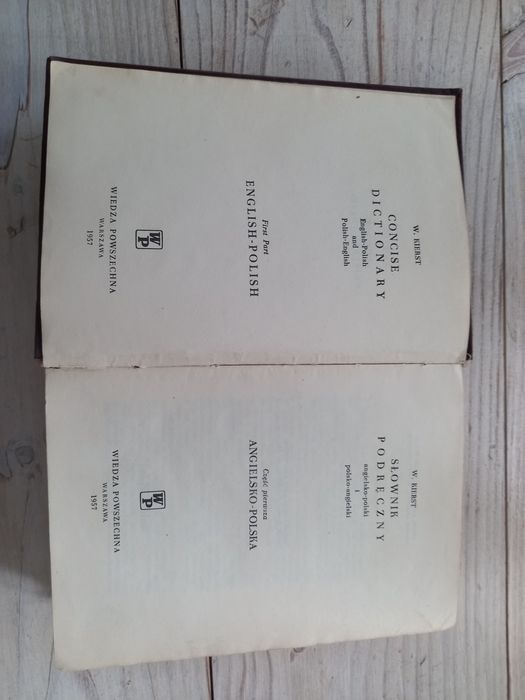 W. KIERST
CONCISE
DICTIONARY
English-Polish
and
Polish-English
First Part
ENGLISH-POLISH
WP
WIEDZA POWSZECHNA
WARSZAWA
1957
W. KIERST
SŁOWNIK
PODRĘCZNY
angielsko-polski
i
polsko-angielski
Część pierwsza
ANGIELSKO-POLSKA
WP
WIEDZA POWSZECHNA
WARSZAWA
1957